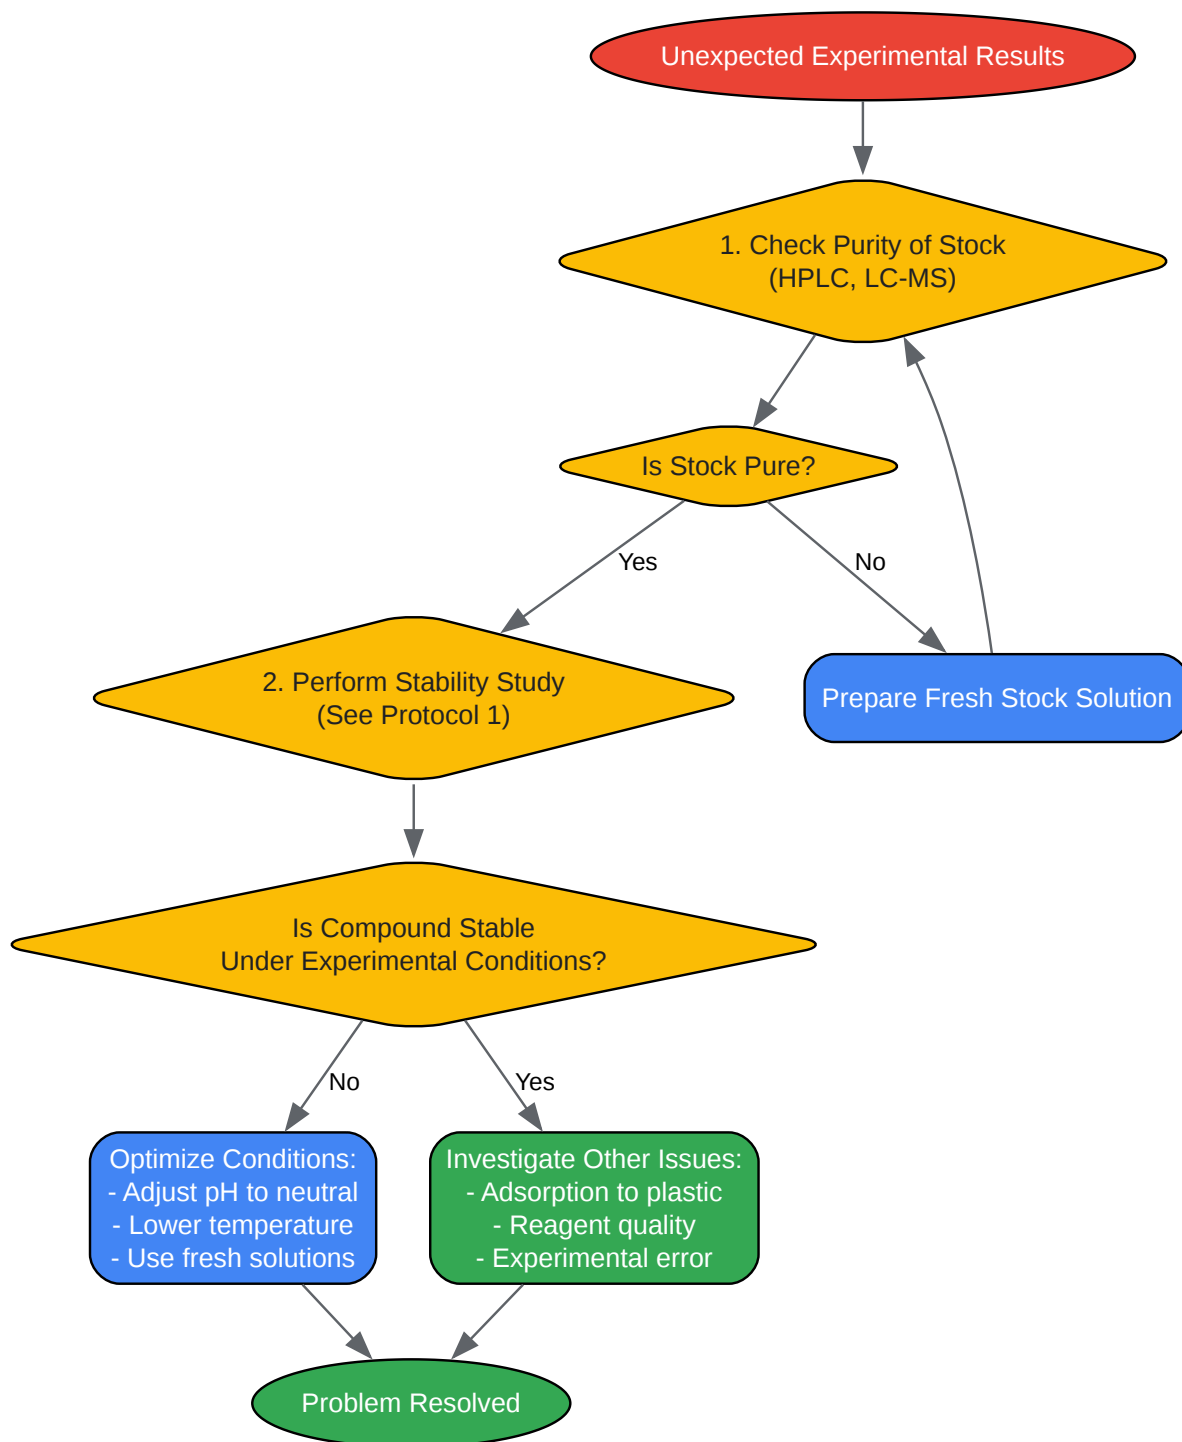 Unexpected Experimental Results
1. Check Purity of Stock
(HPLC, LC-MS)
Is Stock Pure?
Yes
No
2. Perform Stability Study
(See Protocol 1)
Prepare Fresh Stock Solution
Is Compound Stable
Under Experimental Conditions?
No
Yes
Optimize Conditions:
- Adjust pH to neutral
- Lower temperature
- Use fresh solutions
Investigate Other Issues:
- Adsorption to plastic
- Reagent quality
- Experimental error
Problem Resolved